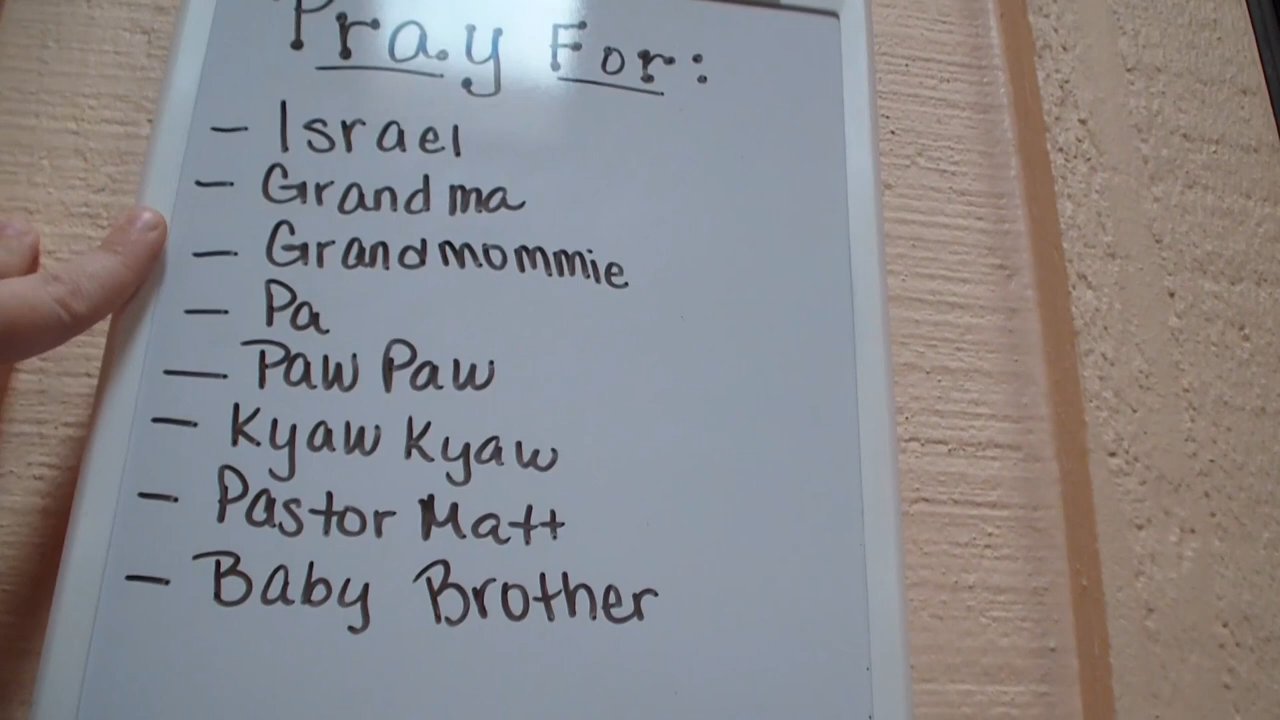 Pray For:
- Israel
- Grandma
- Grandmommie
- Pa
- Paw Paw
- Kyaw Kyaw
- Pastor Matt
- Baby Brother